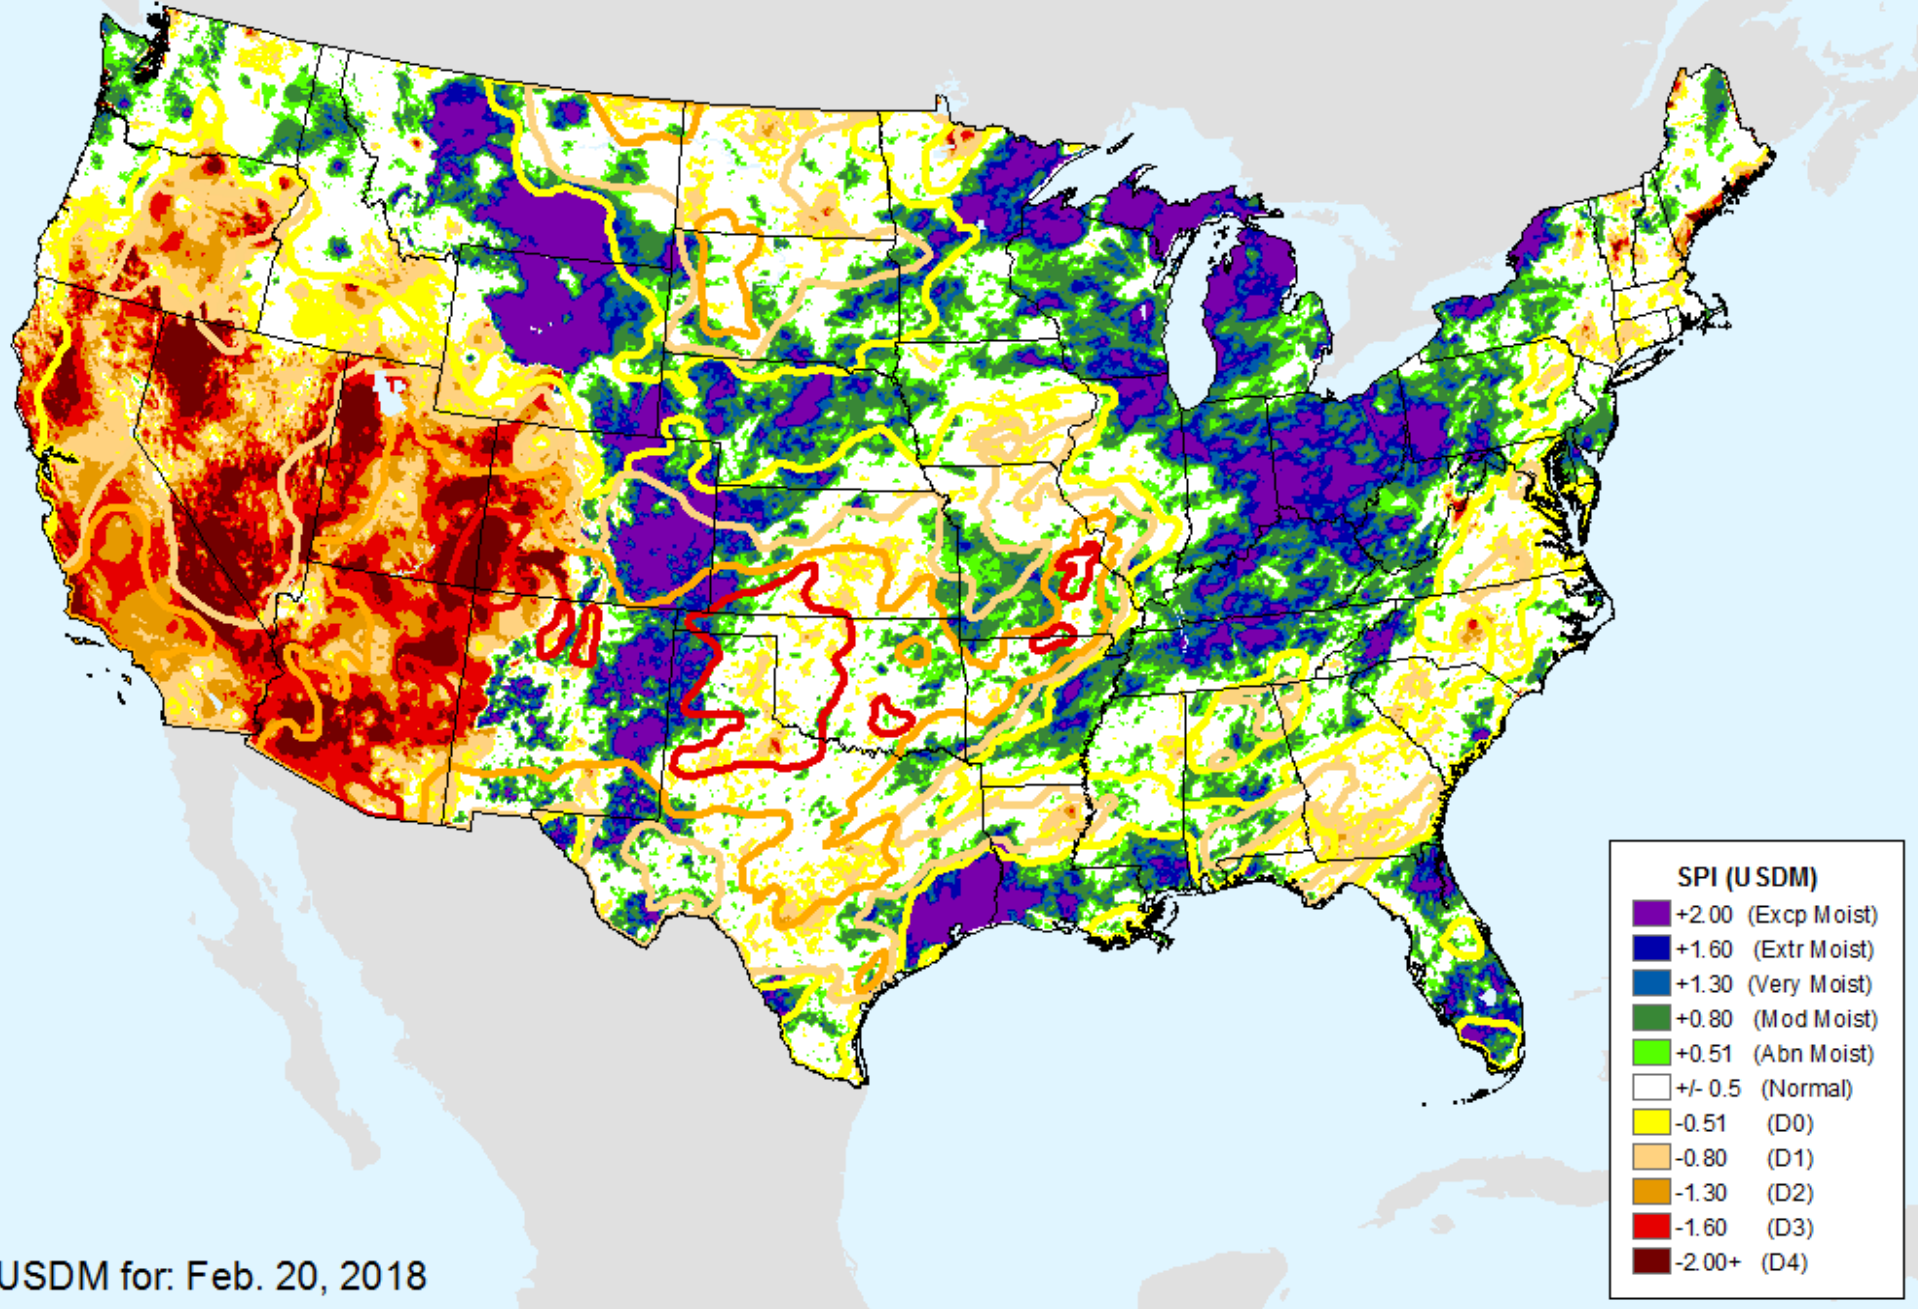 SPI (USDM)
+2.00 (Excp Moist)
+1.60 (Extr Moist)
+1.30 (Very Moist)
+0.80 (Mod Moist)
+0.51 (Abn Moist)
+/- 0.5 (Normal)
-0.51 (D0)
-0.80 (D1)
-1.30 (D2)
-1.60 (D3)
-2.00+ (D4)
USDM for: Feb. 20, 2018